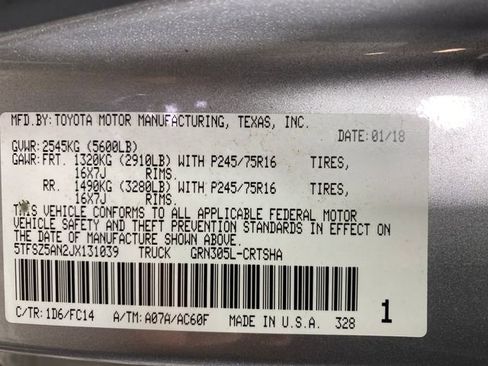 MFD.BY:TOYOTA MOTOR MANUFACTURING, TEXAS, INC.
DATE:01/18
GVWR:2545KG (5600LB)
GAWR:FRT. 1320KG (2910LB) WITH P245/75R16 TIRES,
16X7J RIMS.
RR. 1490KG (3280LB) WITH P245/75R16 TIRES,
16X7J RIMS.
THIS VEHICLE CONFORMS TO ALL APPLICABLE FEDERAL MOTOR
VEHICLE SAFETY AND THEFT PREVENTION STANDARDS IN EFFECT
ON THE DATE OF MANUFACTURE SHOWN ABOVE.
5TFSZ5AN2JX131039 TRUCK GRN305L-CRTSHA
C/TR:1D6/FC14 A/TM:A07A/AC60F MADE IN U.S.A. 328
1